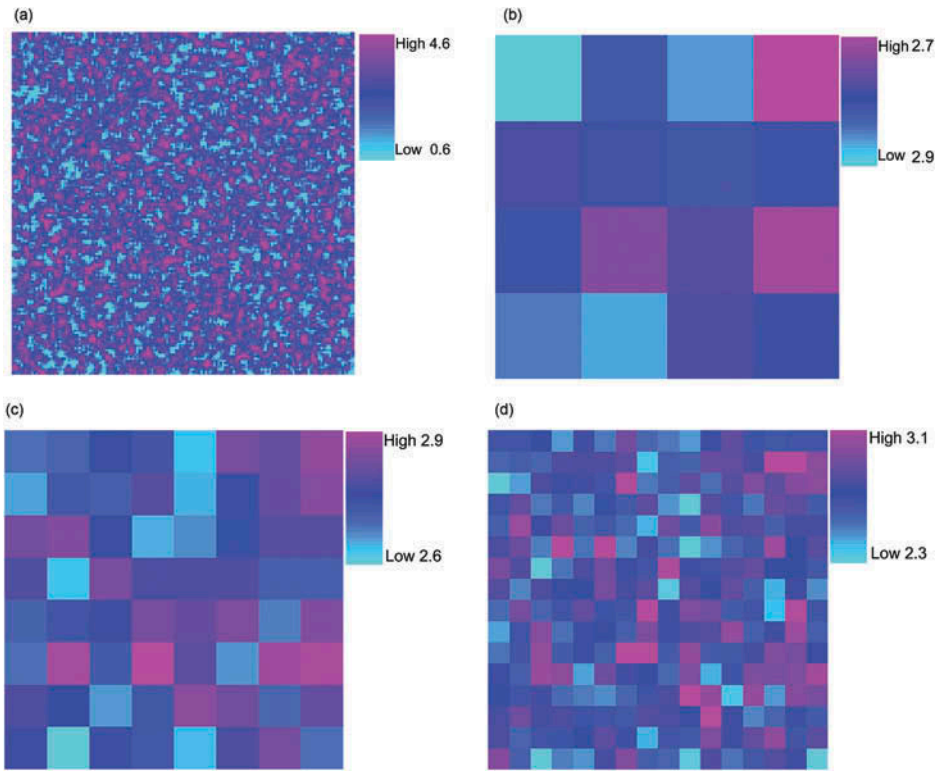 (a)
High 4.6
Low 0.6
(b)
High 2.7
Low 2.9
(c)
High 2.9
Low 2.6
(d)
High 3.1
Low 2.3